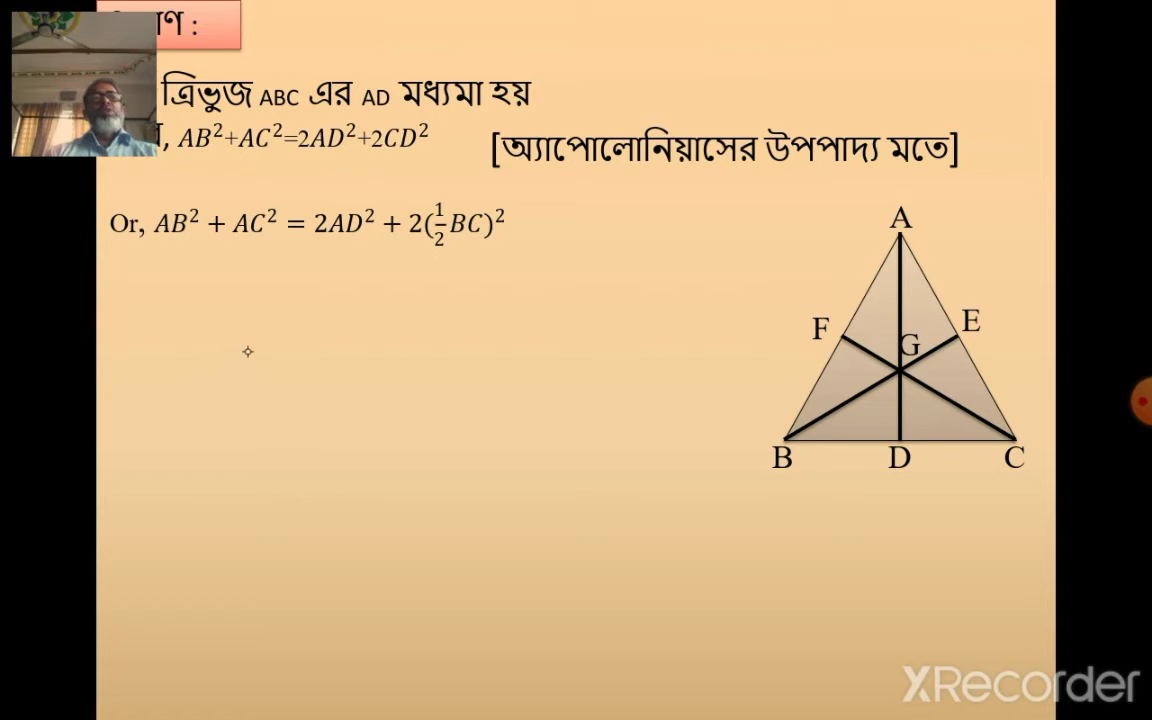 :
ত্রিভুজ ABC এর AD মধ্যমা হয়
, AB²+AC²=2AD²+2CD² [অ্যাপোলোনিয়াসের উপপাদ্য মতে]
Or, AB² + AC² = 2AD² + 2(½BC)²
A
F
E
G
B
D
C
XRecorder